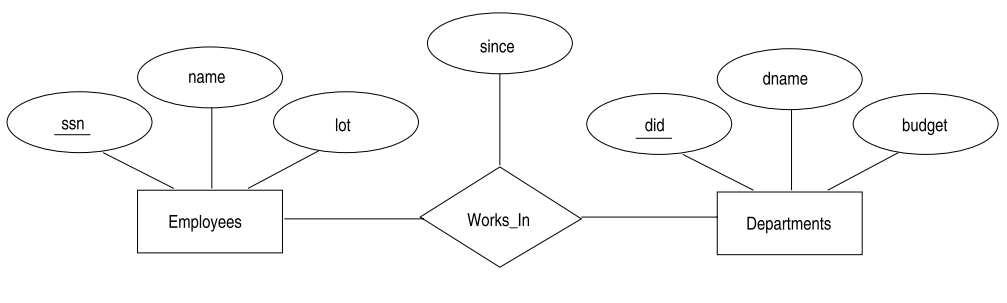 since
name
dname
ssn
lot
did
budget
Employees
Works_In
Departments